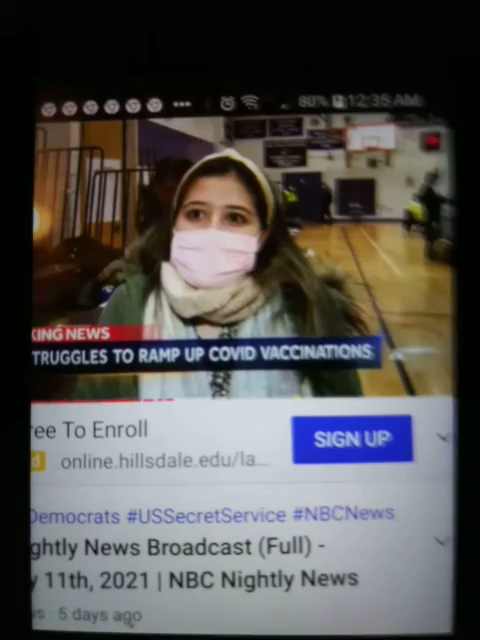 80% 12:35 AM
KING NEWS
TRUGGLES TO RAMP UP COVID VACCINATIONS
ree To Enroll
SIGN UP
d online.hillsdale.edu/la...
Democrats #USSecretService #NBCNews
ghtly News Broadcast (Full) -
y 11th, 2021 | NBC Nightly News
ws · 5 days ago